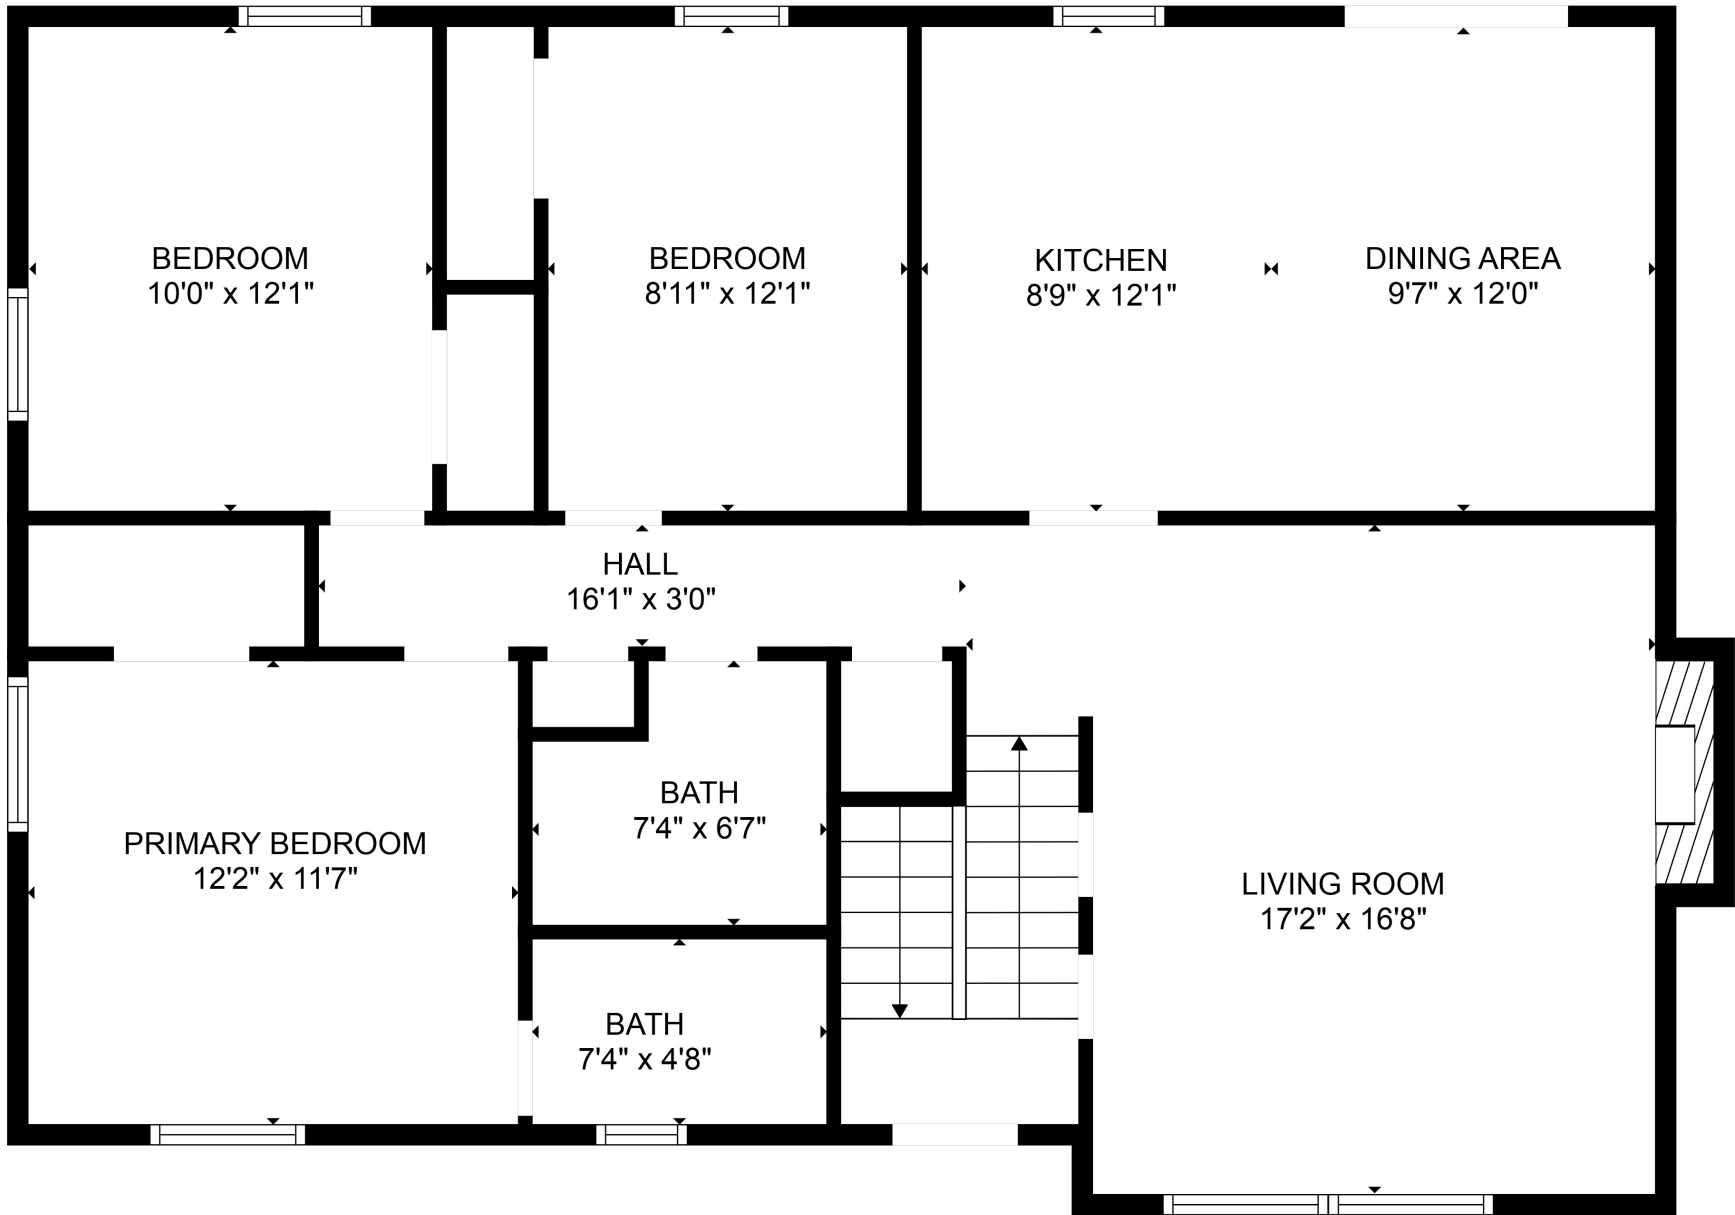 BEDROOM
10'0" x 12'1"
BEDROOM
8'11" x 12'1"
KITCHEN
8'9" x 12'1"
DINING AREA
9'7" x 12'0"
HALL
16'1" x 3'0"
PRIMARY BEDROOM
12'2" x 11'7"
BATH
7'4" x 6'7"
LIVING ROOM
17'2" x 16'8"
BATH
7'4" x 4'8"